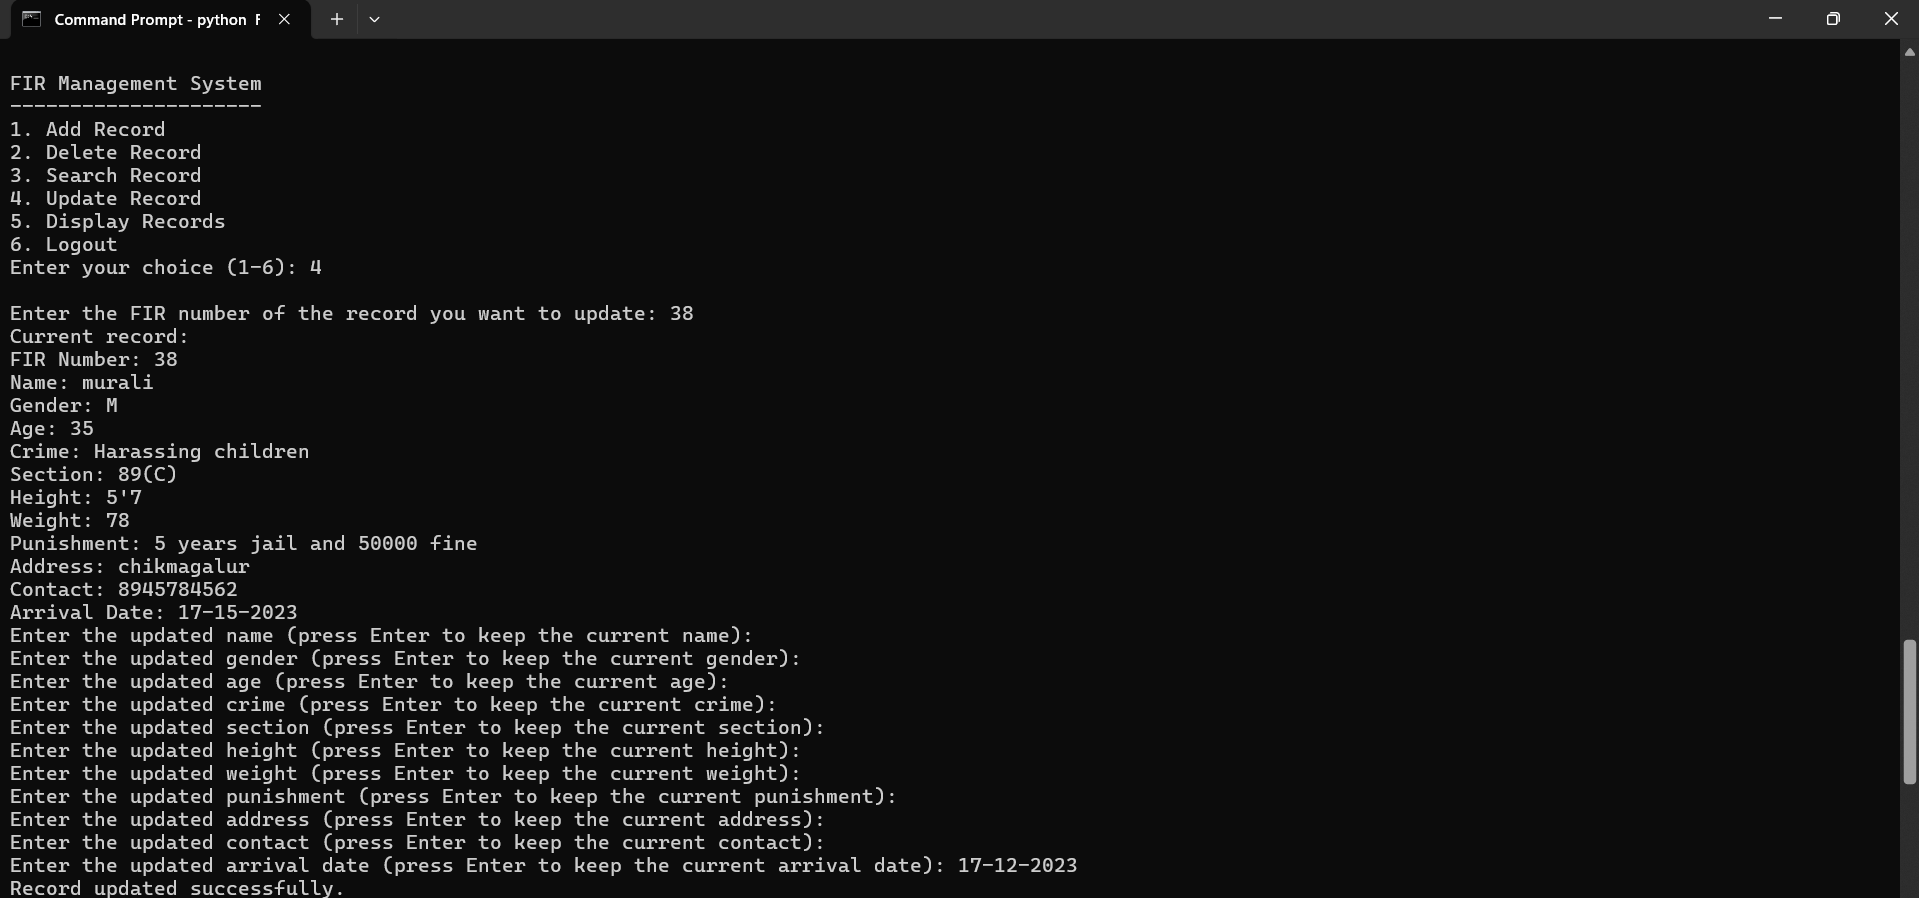 Command Prompt - python F
FIR Management System
---------------------
1. Add Record
2. Delete Record
3. Search Record
4. Update Record
5. Display Records
6. Logout
Enter your choice (1-6): 4
Enter the FIR number of the record you want to update: 38
Current record:
FIR Number: 38
Name: murali
Gender: M
Age: 35
Crime: Harassing children
Section: 89(C)
Height: 5'7
Weight: 78
Punishment: 5 years jail and 50000 fine
Address: chikmagalur
Contact: 8945784562
Arrival Date: 17-15-2023
Enter the updated name (press Enter to keep the current name):
Enter the updated gender (press Enter to keep the current gender):
Enter the updated age (press Enter to keep the current age):
Enter the updated crime (press Enter to keep the current crime):
Enter the updated section (press Enter to keep the current section):
Enter the updated height (press Enter to keep the current height):
Enter the updated weight (press Enter to keep the current weight):
Enter the updated punishment (press Enter to keep the current punishment):
Enter the updated address (press Enter to keep the current address):
Enter the updated contact (press Enter to keep the current contact):
Enter the updated arrival date (press Enter to keep the current arrival date): 17-12-2023
Record updated successfully.